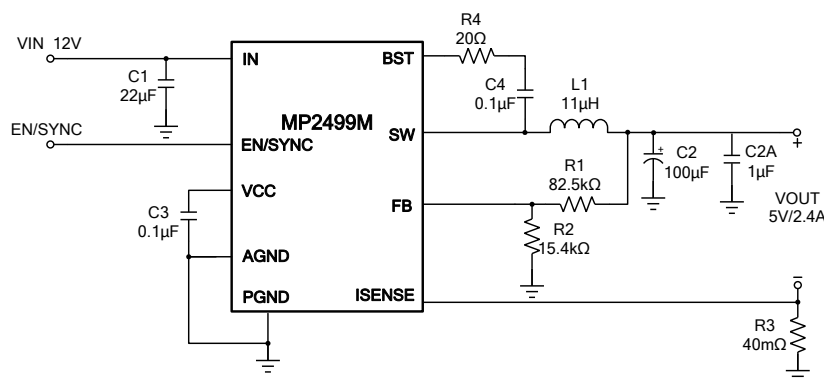 VIN 12V
C1
22µF
EN/SYNC
C3
0.1µF
IN
MP2499M
EN/SYNC
VCC
AGND
PGND
BST
SW
FB
ISENSE
R4
20Ω
C4
0.1µF
L1
11µH
R1
82.5kΩ
R2
15.4kΩ
+
C2
100µF
C2A
1µF
+
VOUT
5V/2.4A
–
R3
40mΩ